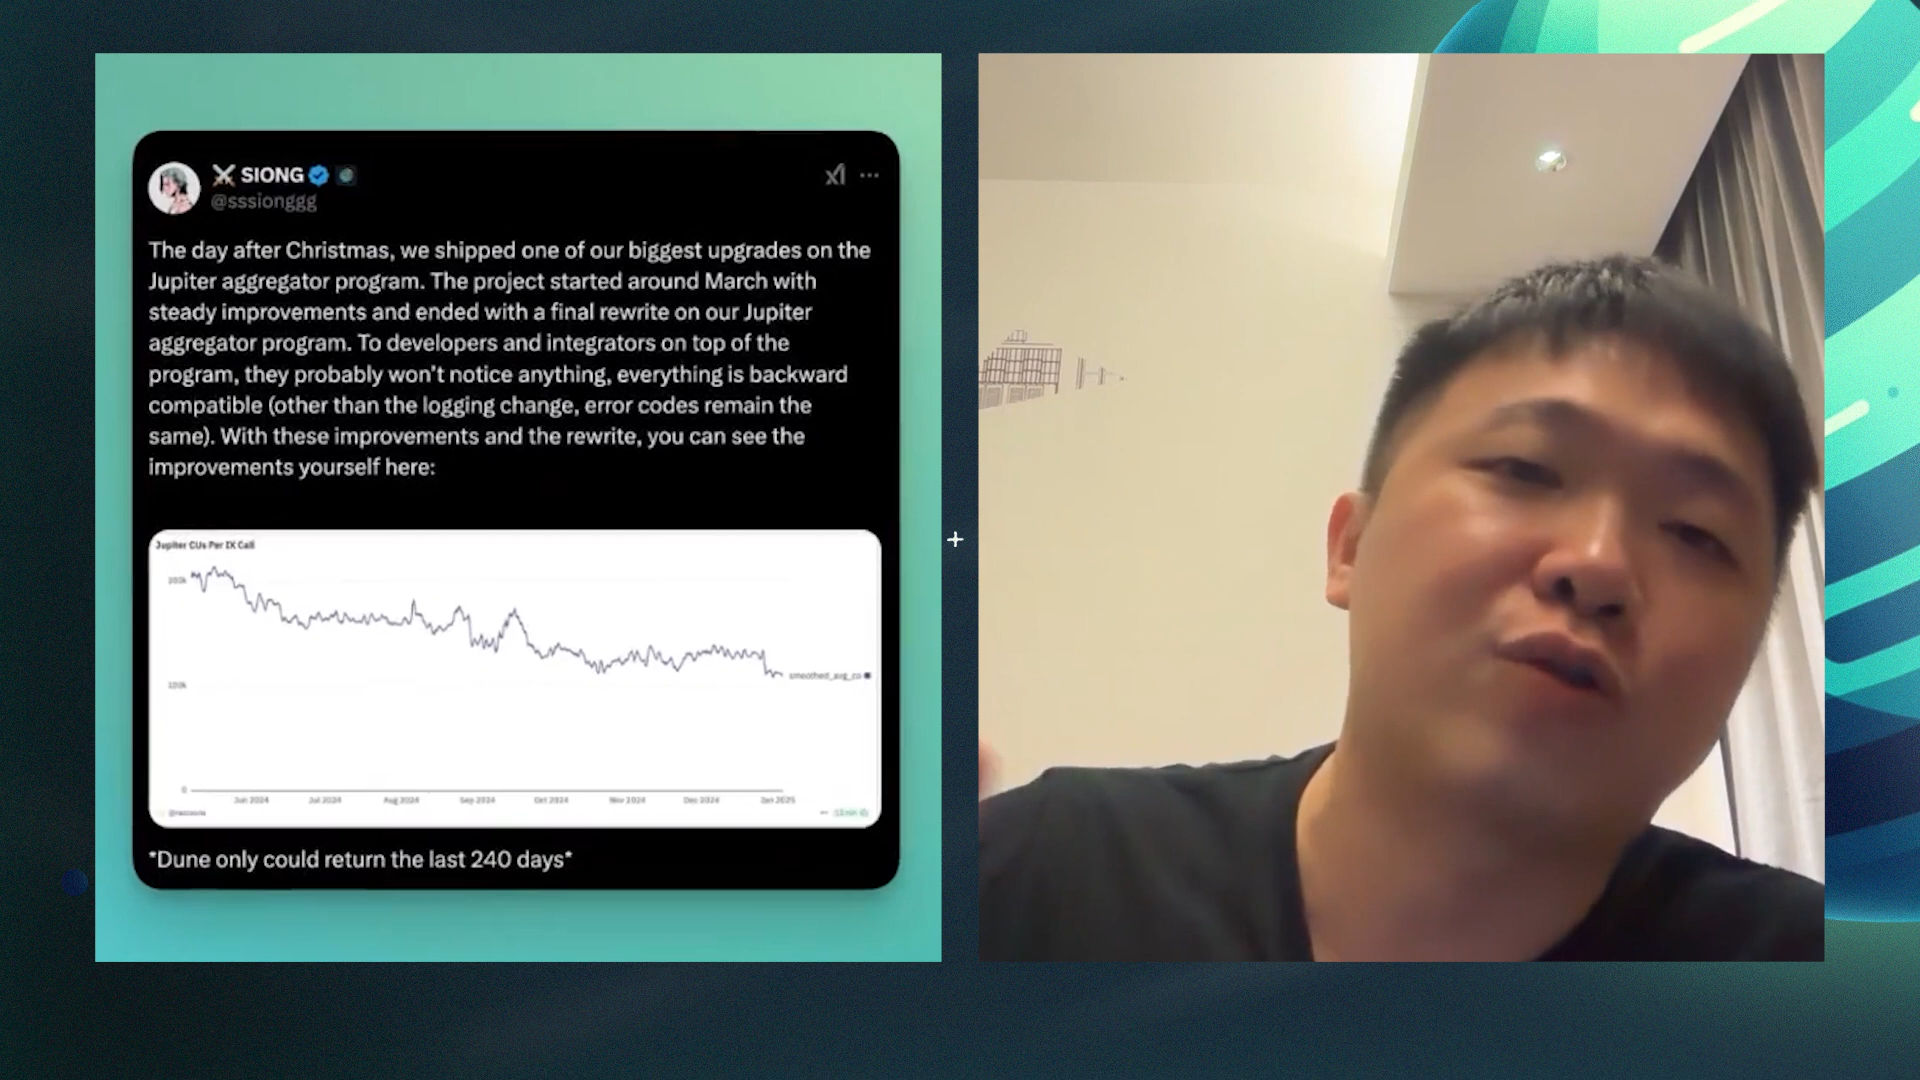 SIONG
@sssionggg
The day after Christmas, we shipped one of our biggest upgrades on the
Jupiter aggregator program. The project started around March with
steady improvements and ended with a final rewrite on our Jupiter
aggregator program. To developers and integrators on top of the
program, they probably won't notice anything, everything is backward
compatible (other than the logging change, error codes remain the
same). With these improvements and the rewrite, you can see the
improvements yourself here:
Jupiter CUs Per IX Call
200k
smoothed_avg_cu
100k
0
Jun 2024 Jul 2024 Aug 2024 Sep 2024 Oct 2024 Nov 2024 Dec 2024 Jan 2025
*Dune only could return the last 240 days*